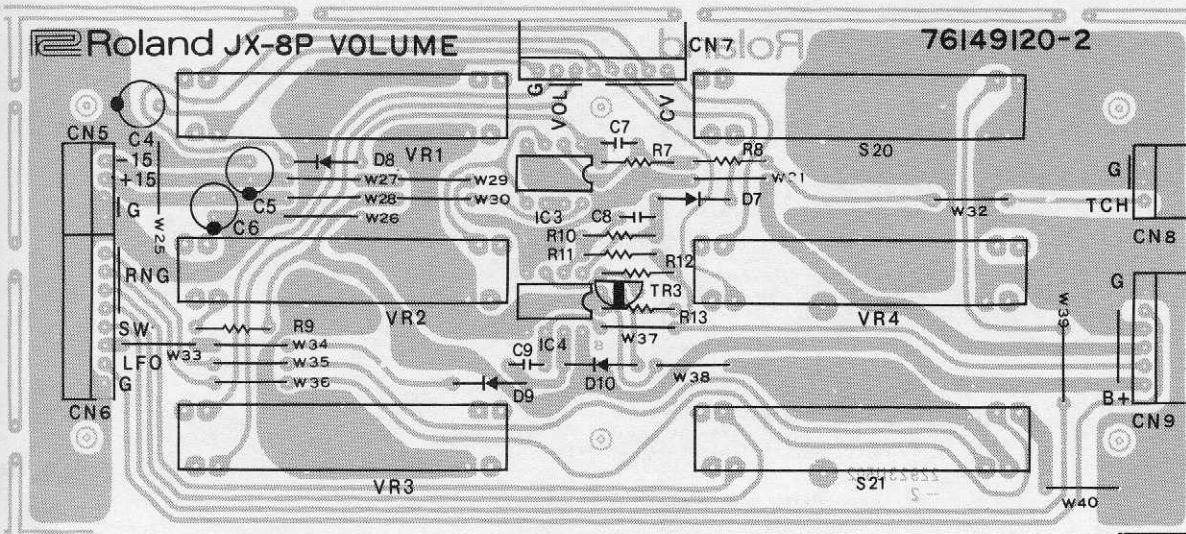 Roland JX-8P VOLUME
Roland
76149120-2
CN7
G
VOL
CV
CN5
C4
-15
+15
G
W25
C5
C6
D8
W27
W28
W26
W29
W30
VR1
C7
R7
R8
S20
IC3
C8
D7
R10
R11
R12
TR3
R13
W37
W32
G
TCH
CN8
RNG
SW
LFO
G
CN6
W33
R9
W34
W35
W36
VR2
IC4
C9
D9
D10
W38
VR4
W39
G
B+
CN9
VR3
S21
W40